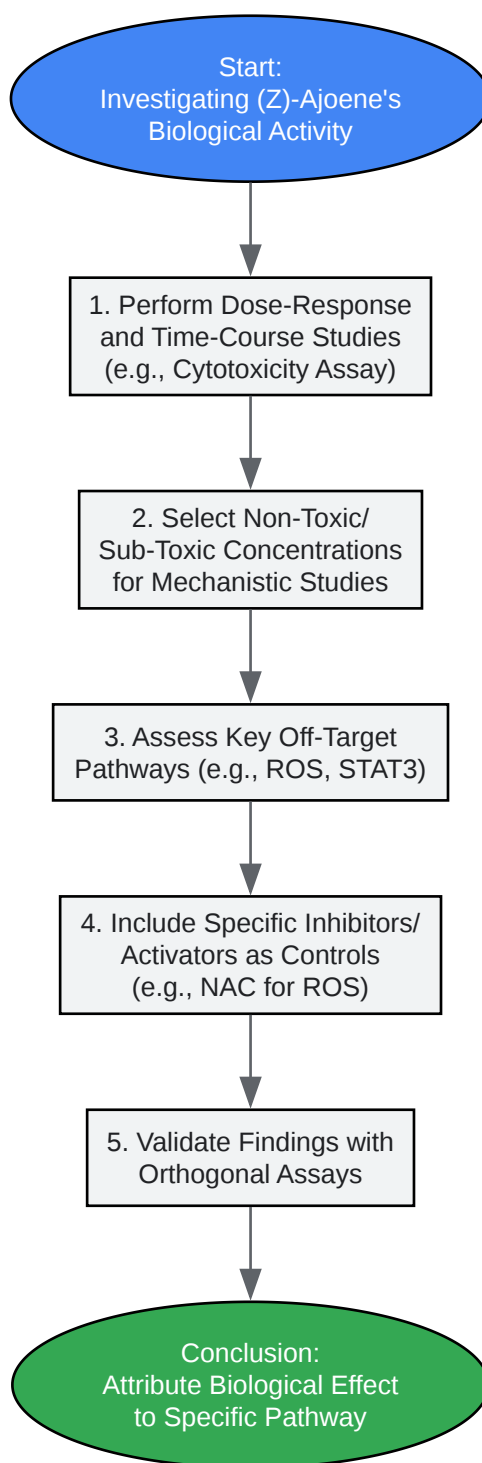 Start:
Investigating (Z)-Ajoene's
Biological Activity
1. Perform Dose-Response
and Time-Course Studies
(e.g., Cytotoxicity Assay)
2. Select Non-Toxic/
Sub-Toxic Concentrations
for Mechanistic Studies
3. Assess Key Off-Target
Pathways (e.g., ROS, STAT3)
4. Include Specific Inhibitors/
Activators as Controls
(e.g., NAC for ROS)
5. Validate Findings with
Orthogonal Assays
Conclusion:
Attribute Biological Effect
to Specific Pathway